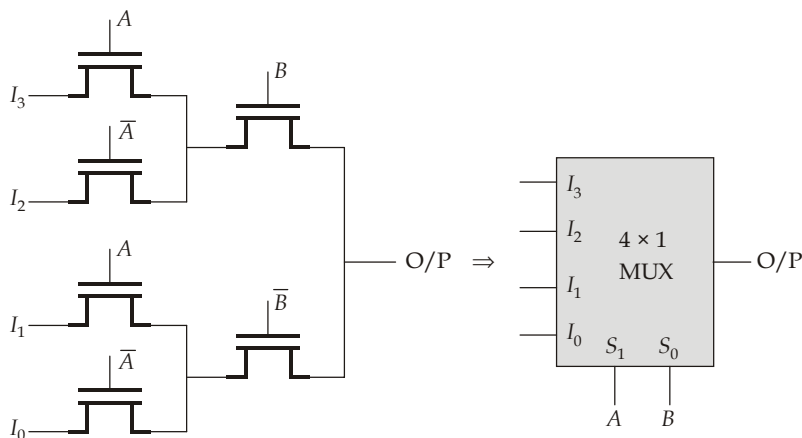 A
I₃
B
A̅
I₂
A
I₁
B̅
A̅
I₀
O/P ⇒
I₃
I₂
I₁
I₀
4 × 1
MUX
O/P
S₁ S₀
A B